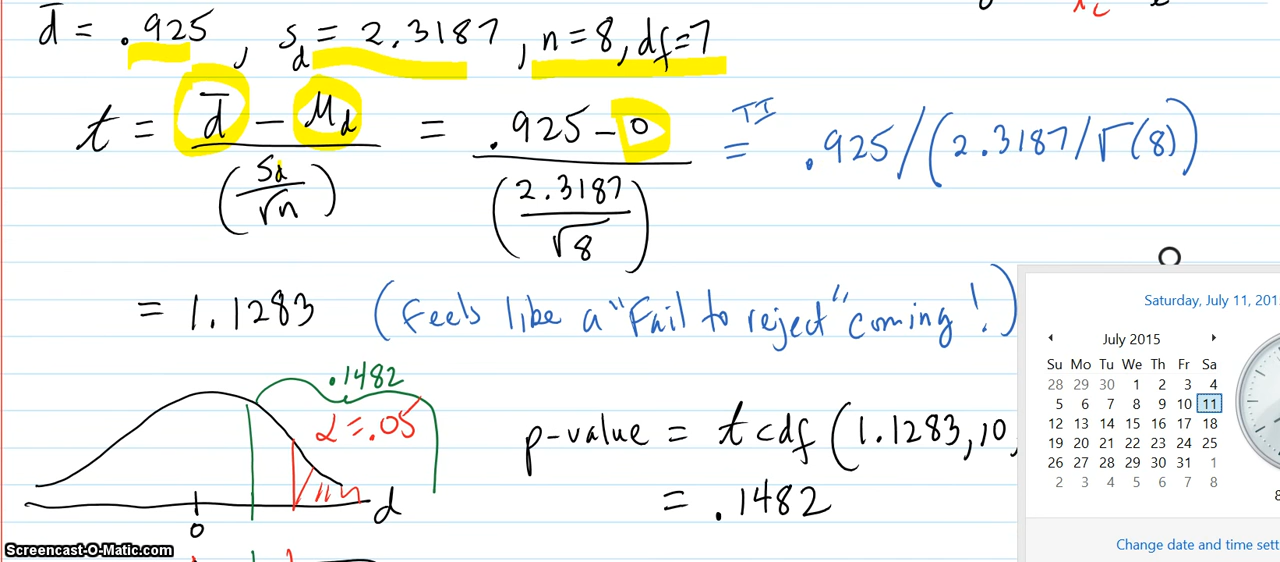 d̄ = .925, s_d = 2.3187, n=8, df=7
t = (d̄ − μ_d) / (s_d/√n) = (.925 − 0) / (2.3187/√8) TI = .925/(2.3187/√(8))
= 1.1283 (Feels like a "Fail to reject" coming!)
.1482
α=.05
0
d
p-value = tcdf(1.1283,10,
= .1482
Saturday, July 11, 201
July 2015
Su Mo Tu We Th Fr Sa
28 29 30 1 2 3 4
5 6 7 8 9 10 11
12 13 14 15 16 17 18
19 20 21 22 23 24 25
26 27 28 29 30 31 1
2 3 4 5 6 7 8
8
Change date and time sett
Screencast-O-Matic.com